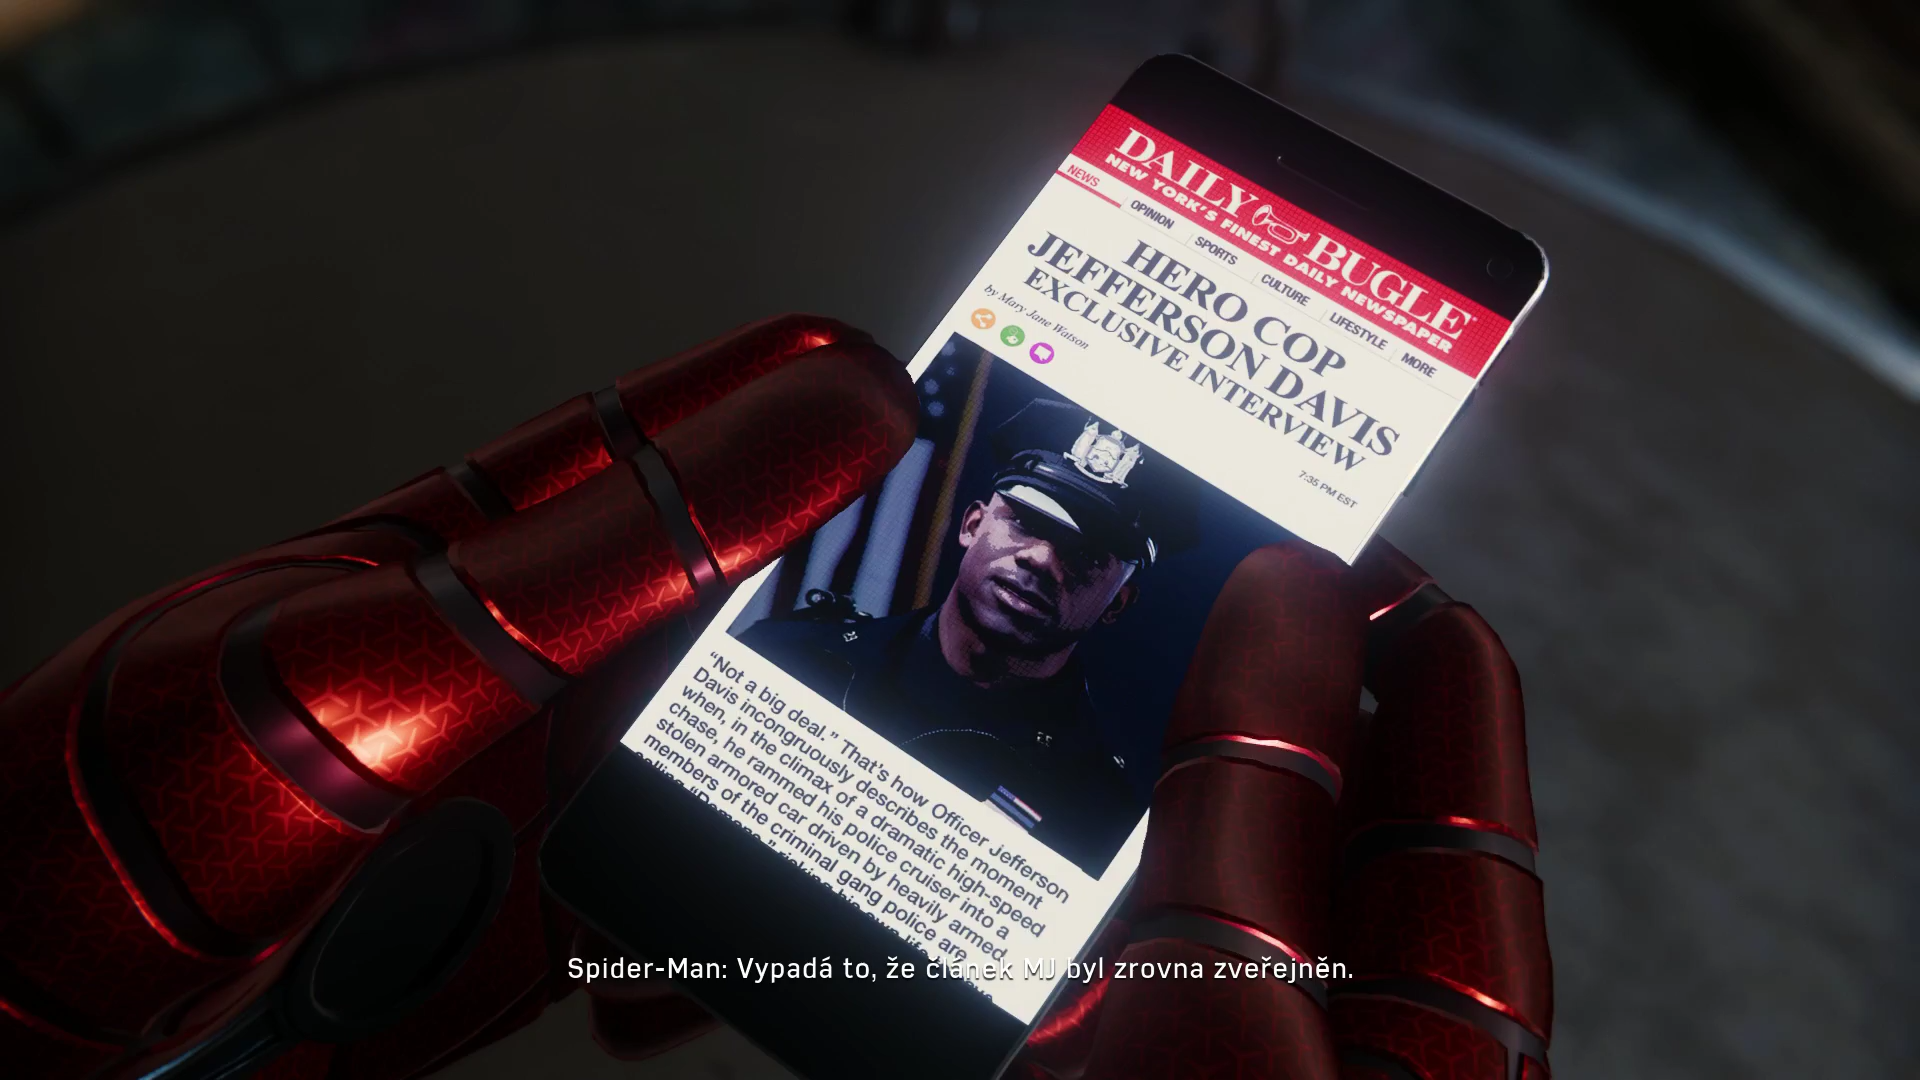 DAILY BUGLE
NEW YORK'S FINEST DAILY NEWSPAPER
NEWS OPINION SPORTS CULTURE LIFESTYLE MORE
HERO COP
JEFFERSON DAVIS
EXCLUSIVE INTERVIEW
by Mary Jane Watson
7:35 PM EST
“Not a big deal.” That's how Officer Jefferson
Davis incongruously describes the moment
when, in the climax of a dramatic high-speed
chase, he rammed his police cruiser into a
stolen armored car driven by heavily armed
members of the criminal gang police are
Spider-Man: Vypadá to, že článek MJ byl zrovna zveřejněn.